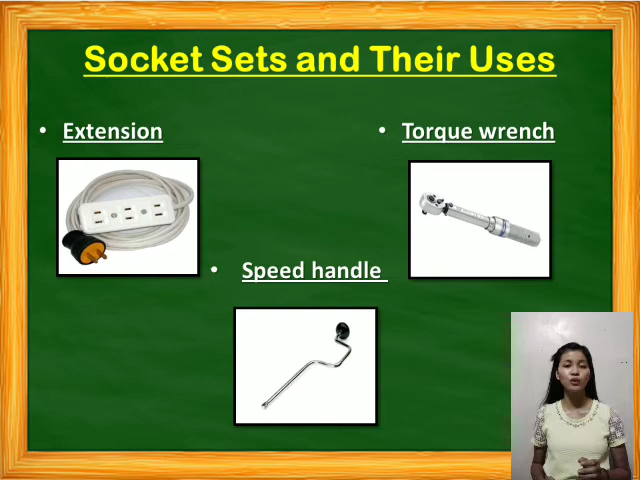 Socket Sets and Their Uses
• Extension
• Torque wrench
• Speed handle